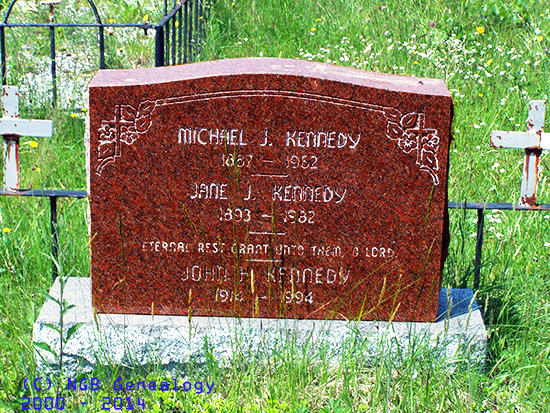 MICHAEL J. KENNEDY
1887 - 1962
JANE J. KENNEDY
1893 - 1982
ETERNAL REST GRANT UNTO THEM, O LORD.
JOHN H. KENNEDY
1914 - 1994
(C) NGB Genealogy
2000 - 2014